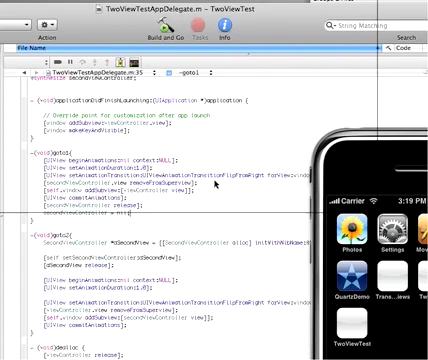 TwoViewTestAppDelegate.m – TwoViewTest
Action
Build and Go
Tasks
Info
String Matching
Search
File Name
Code
TwoViewTestAppDelegate.m:35
-goto1
@synthesize secondViewController;
- (void)applicationDidFinishLaunching:(UIApplication *)application {
// Override point for customization after app launch
[window addSubview:viewController.view];
[window makeKeyAndVisible];
}
-(void)goto1{
[UIView beginAnimations:nil context:NULL];
[UIView setAnimationDuration:1.0];
[UIView setAnimationTransition:UIViewAnimationTransitionFlipFromRight forView:window
[secondViewController.view removeFromSuperview];
[self.window addSubview:[viewController view]];
[UIView commitAnimations];
[secondViewController release];
secondViewController = nil;
}
-(void)goto2{
SecondViewController *aSecondView = [[SecondViewController alloc] initWithNibName:@
[self setSecondViewController:aSecondView];
[aSecondView release];
[UIView beginAnimations:nil context:NULL];
[UIView setAnimationDuration:1.0];
[UIView setAnimationTransition:UIViewAnimationTransitionFlipFromRight forView:window
[viewController.view removeFromSuperview];
[self.window addSubview:[secondViewController view]];
[UIView commitAnimations];
}
- (void)dealloc {
[viewController release];
Carrier
3:19 PM
Photos
Settings
QuartzDemo
Trans...iews
TwoViewTest